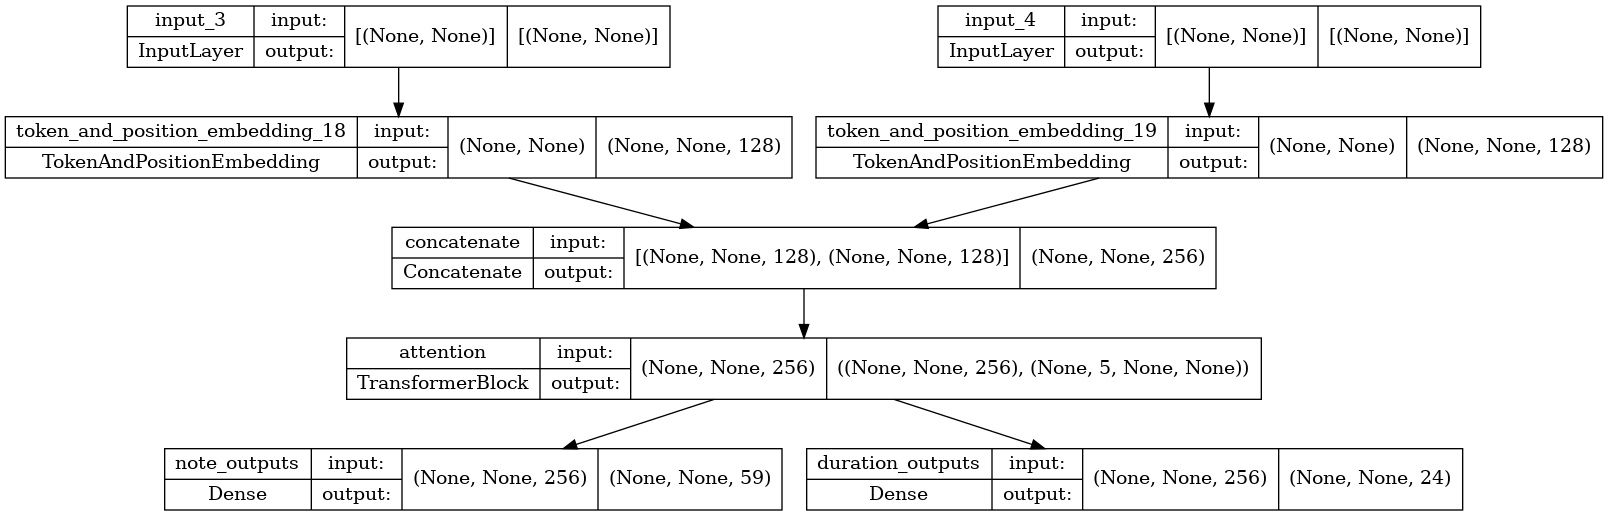 input_3 input: [(None, None)] [(None, None)]
InputLayer output:
input_4 input: [(None, None)] [(None, None)]
InputLayer output:
token_and_position_embedding_18 input: (None, None) (None, None, 128)
TokenAndPositionEmbedding output:
token_and_position_embedding_19 input: (None, None) (None, None, 128)
TokenAndPositionEmbedding output:
concatenate input: [(None, None, 128), (None, None, 128)] (None, None, 256)
Concatenate output:
attention input: (None, None, 256) ((None, None, 256), (None, 5, None, None))
TransformerBlock output:
note_outputs input: (None, None, 256) (None, None, 59)
Dense output:
duration_outputs input: (None, None, 256) (None, None, 24)
Dense output: